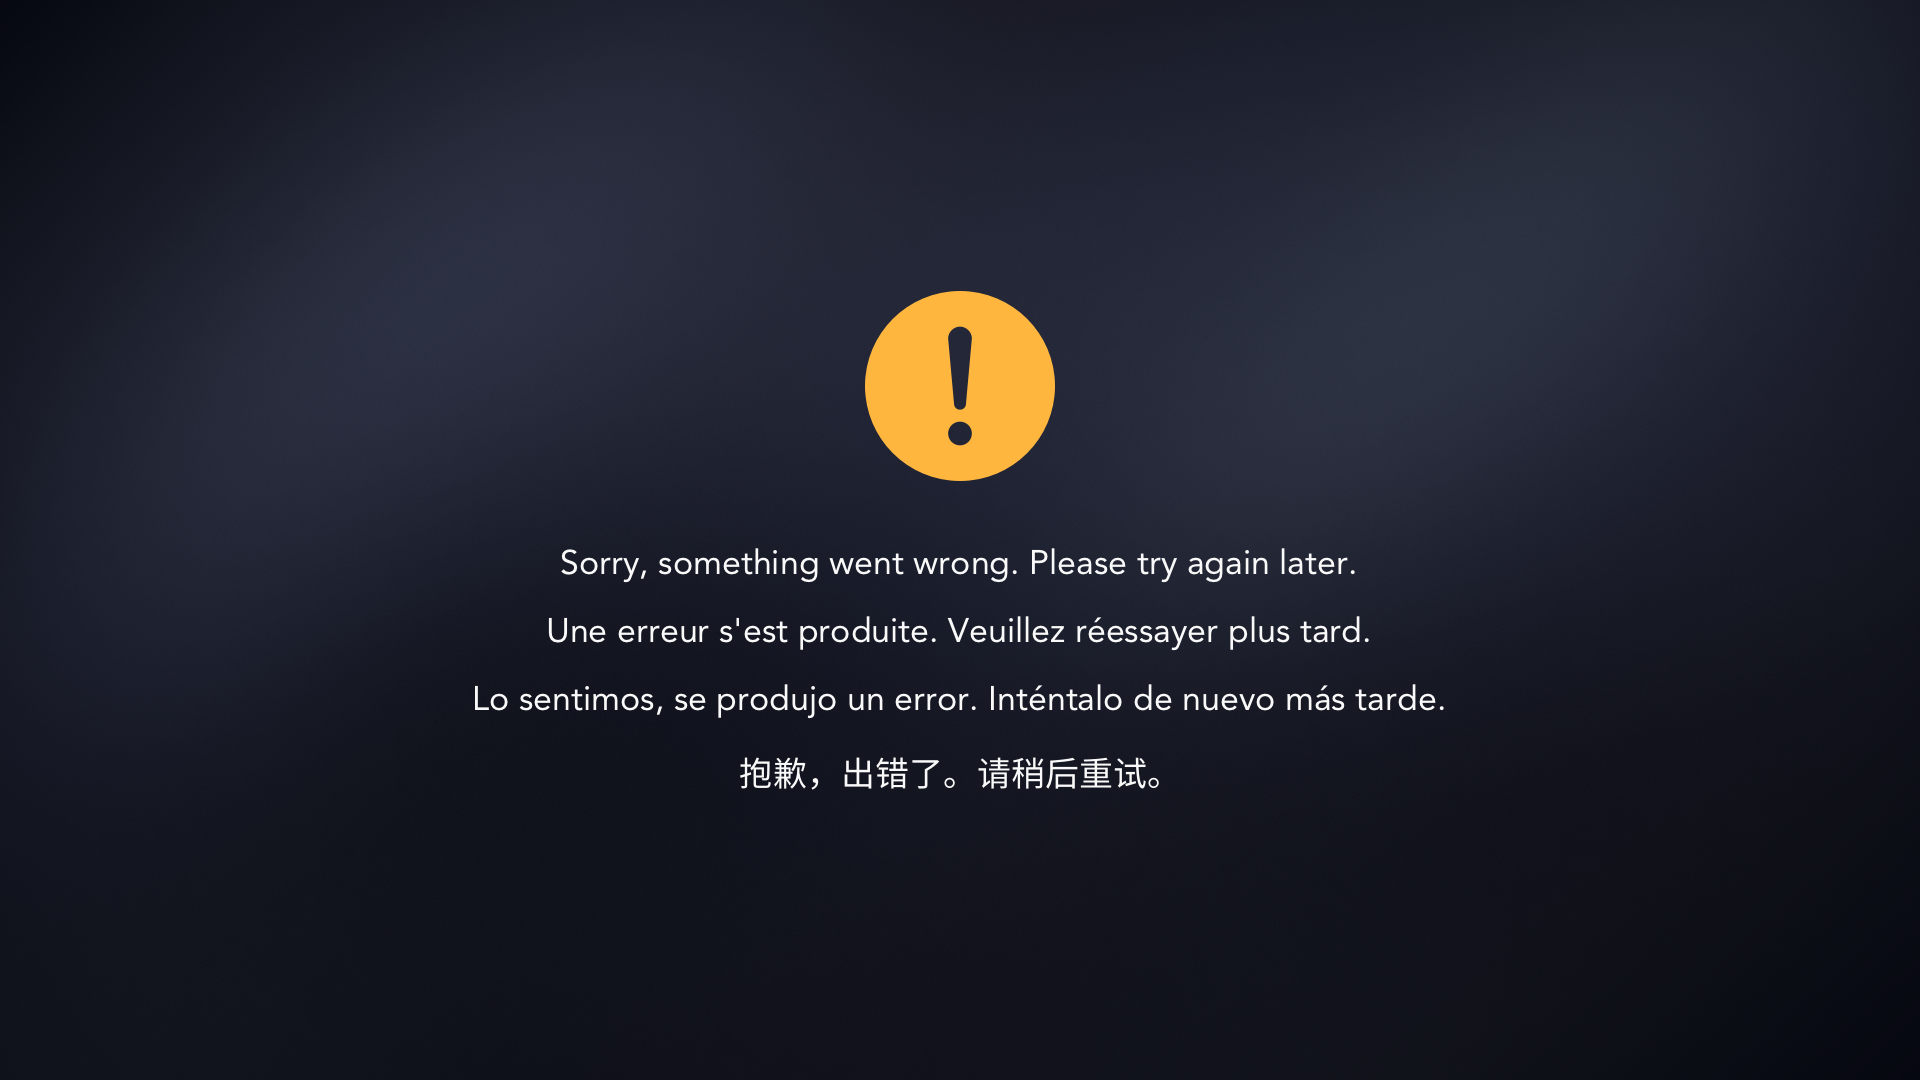 Sorry, something went wrong. Please try again later.
Une erreur s'est produite. Veuillez réessayer plus tard.
Lo sentimos, se produjo un error. Inténtalo de nuevo más tarde.
抱歉，出错了。请稍后重试。